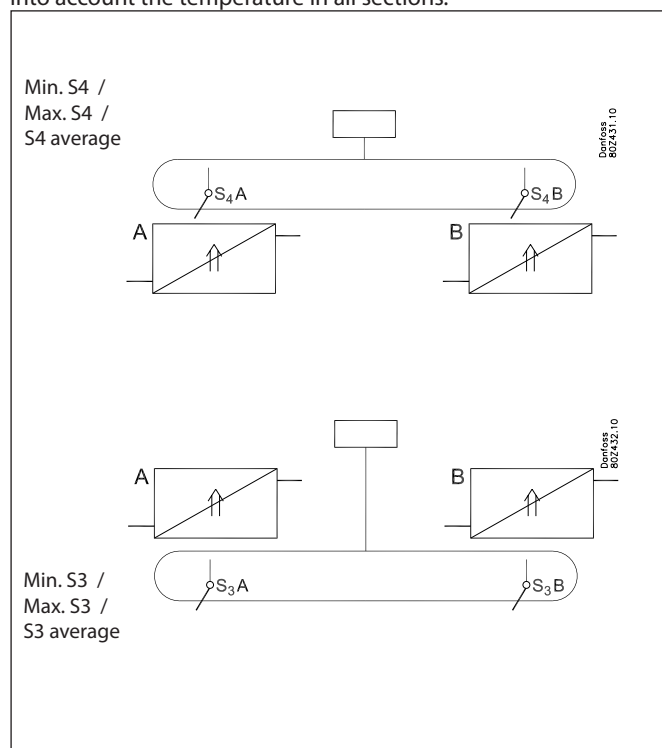 into account the temperature in all sections.
Min. S4 /
Max. S4 /
S4 average
Danfoss
80Z431.10
S4A
S4B
A
B
Danfoss
80Z432.10
A
B
S3A
S3B
Min. S3 /
Max. S3 /
S3 average